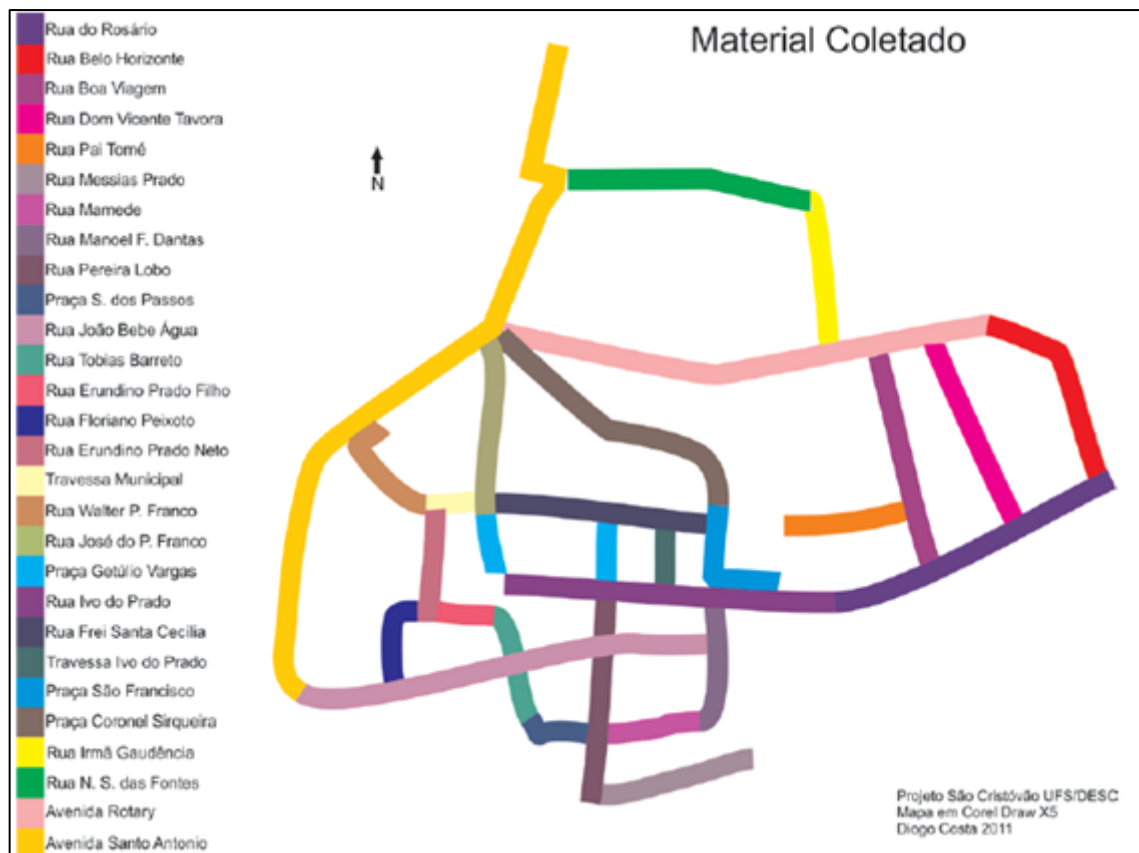 Material Coletado
Rua do Rosário
Rua Belo Horizonte
Rua Boa Viagem
Rua Dom Vicente Tavora
Rua Pai Tomé
Rua Messias Prado
Rua Mamede
Rua Manoel F. Dantas
Rua Pereira Lobo
Praça S. dos Passos
Rua João Bebe Água
Rua Tobias Barreto
Rua Erundino Prado Filho
Rua Floriano Peixoto
Rua Erundino Prado Neto
Travessa Municipal
Rua Walter P. Franco
Rua José do P. Franco
Praça Getúlio Vargas
Rua Ivo do Prado
Rua Frei Santa Cecília
Travessa Ivo do Prado
Praça São Francisco
Praça Coronel Sirqueira
Rua Irmã Gaudência
Rua N. S. das Fontes
Avenida Rotary
Avenida Santo Antonio
N
Projeto São Cristóvão UFS/DESC
Mapa em Corel Draw X5
Diogo Costa 2011